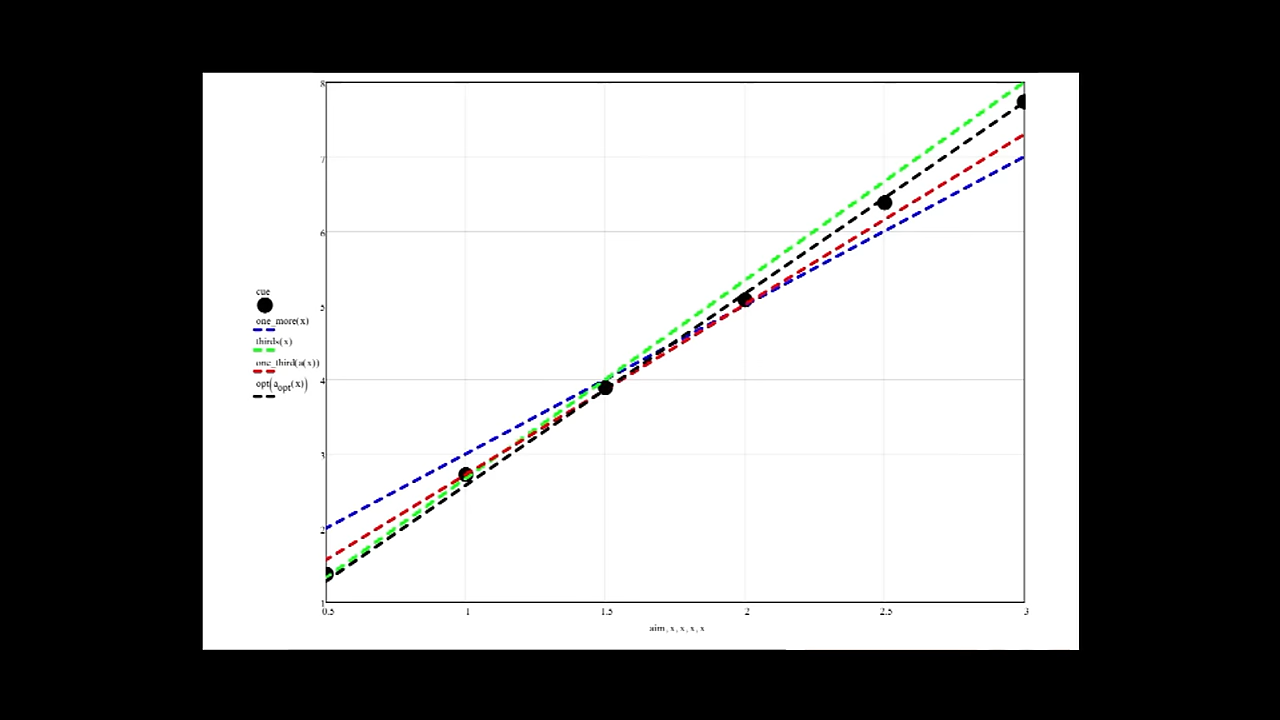 8
7
6
5
4
3
2
1
cue
one_more(x)
thirds(x)
one_third(a(x))
opt(aopt(x))
0.5 1 1.5 2 2.5 3
aim, x, x, x, x